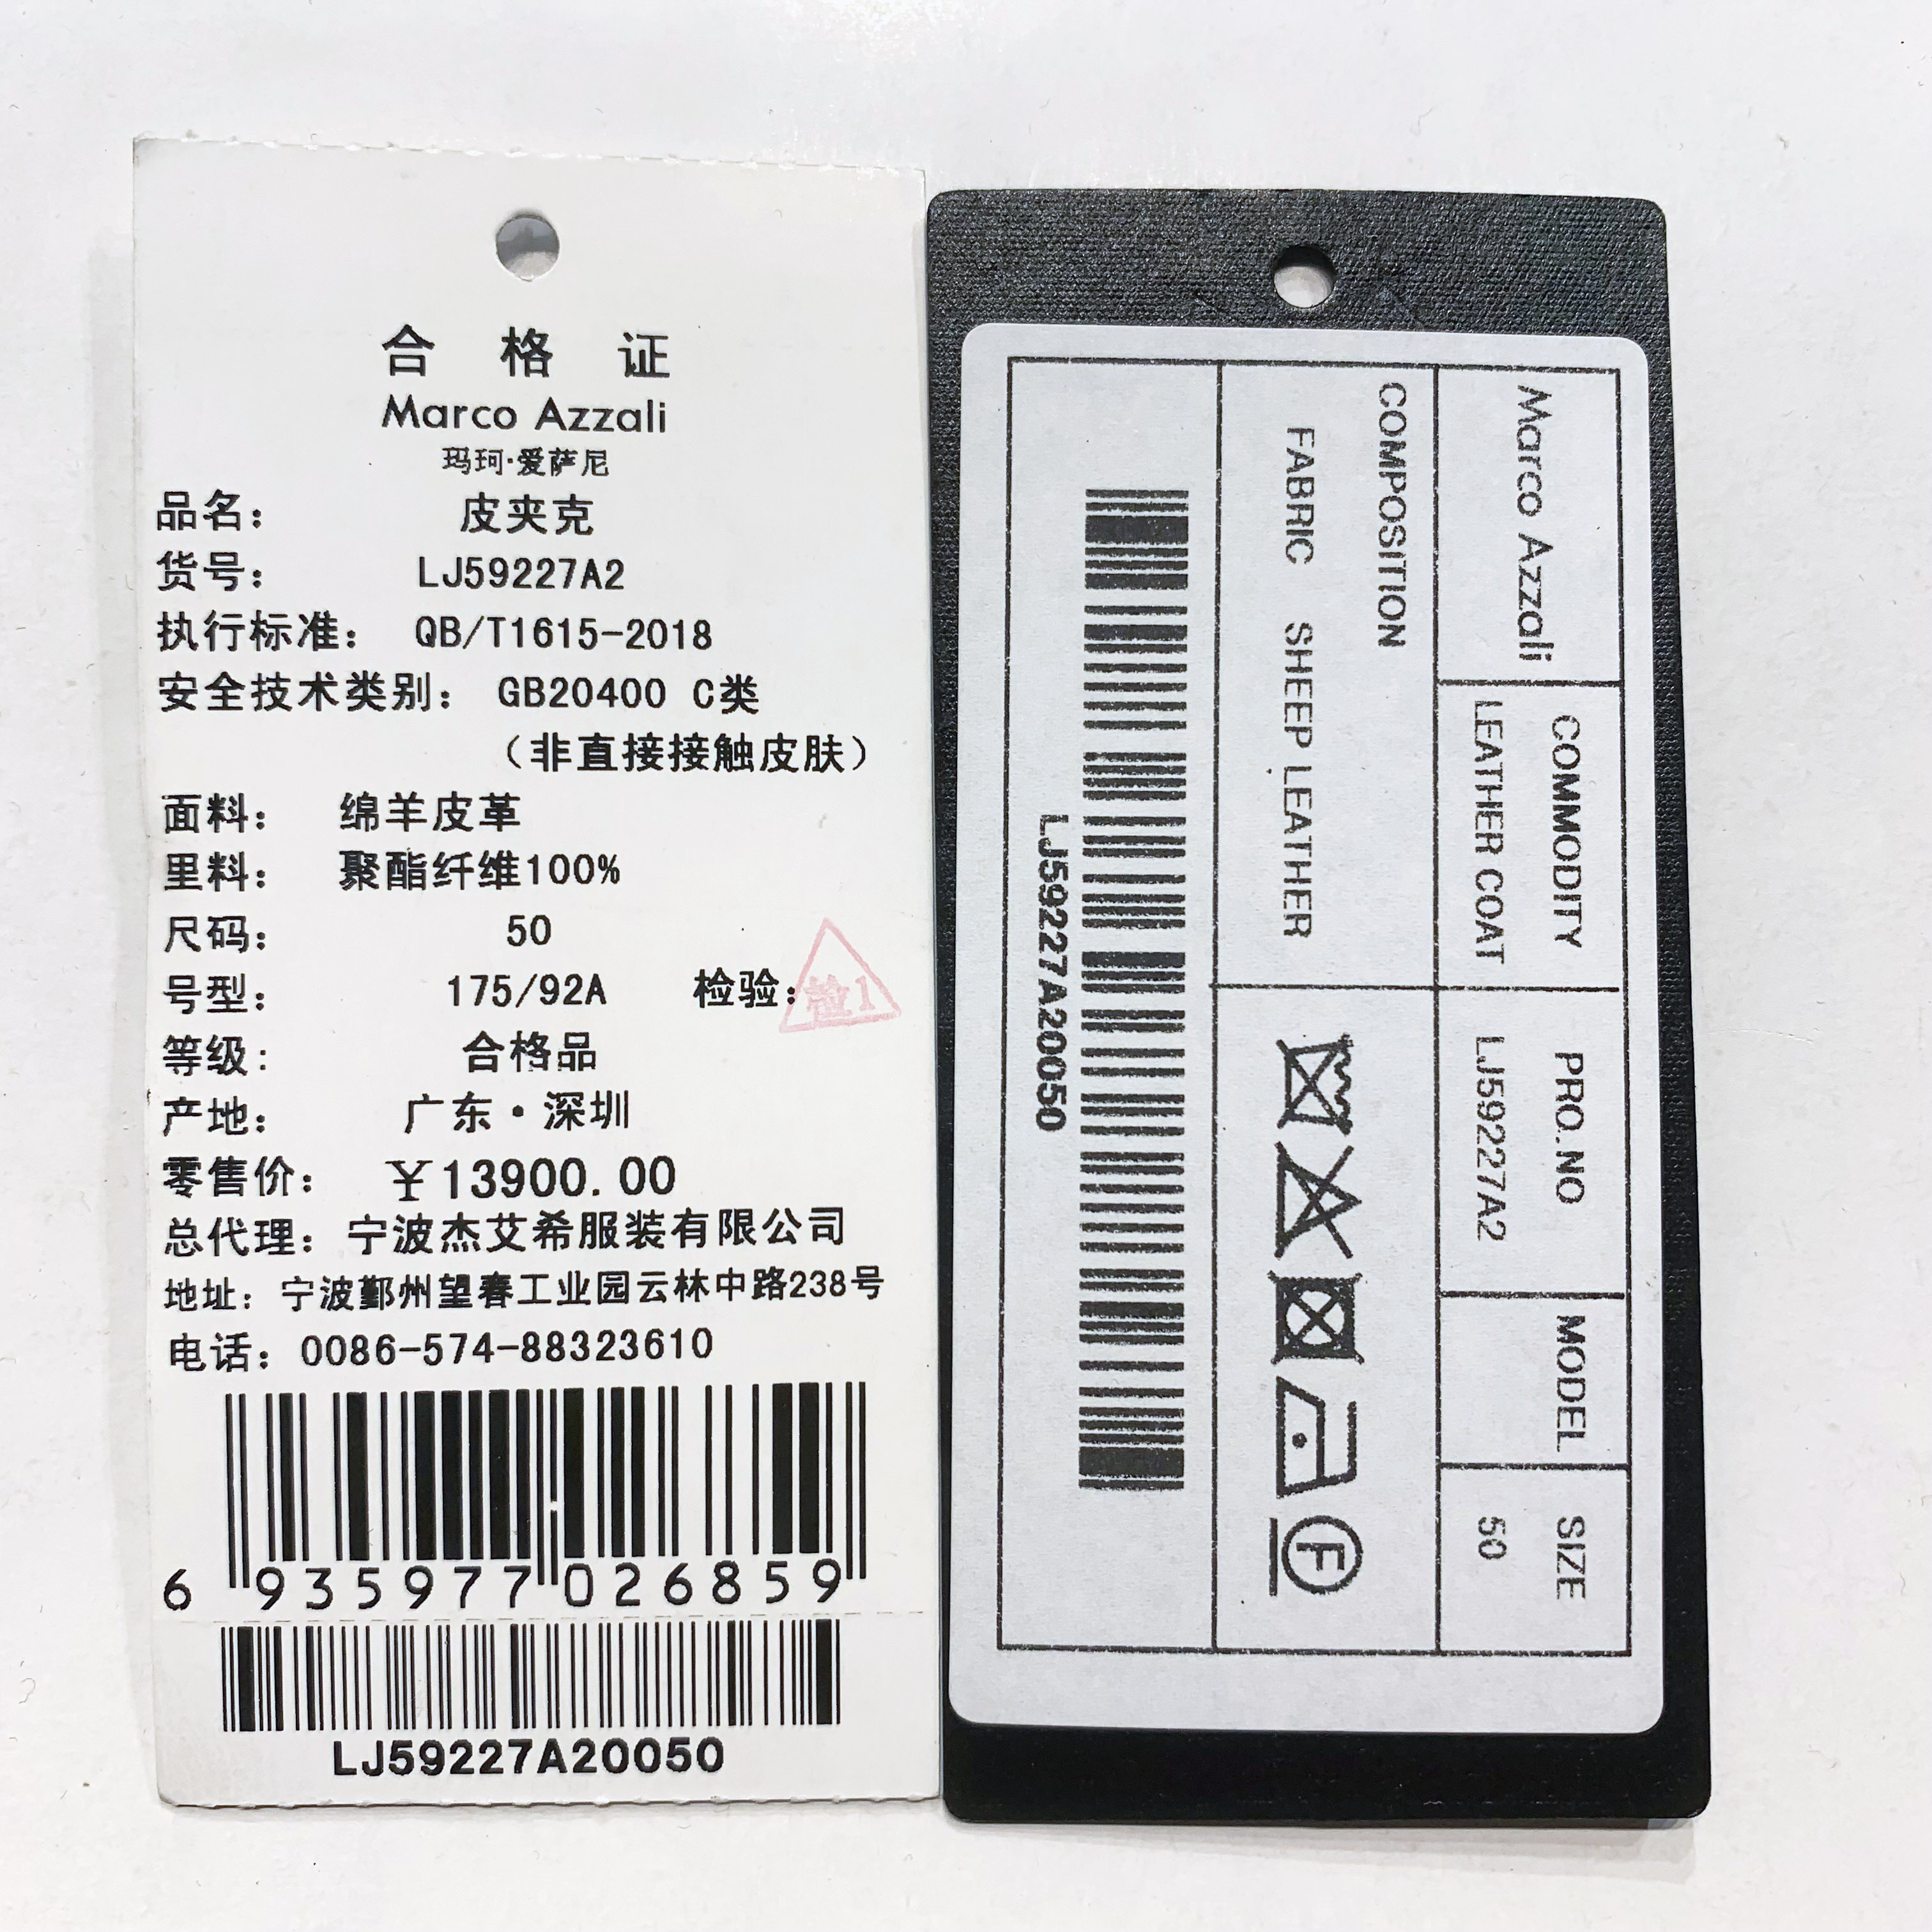 合格证
Marco Azzali
玛珂·爱萨尼
品名： 皮夹克
货号： LJ59227A2
执行标准： QB/T1615-2018
安全技术类别： GB20400 C类
（非直接接触皮肤）
面料： 绵羊皮革
里料： 聚酯纤维100%
尺码： 50
号型： 175/92A 检验： 检1
等级: 合格品
产地： 广东·深圳
零售价： ¥13900.00
总代理： 宁波杰艾希服装有限公司
地址： 宁波鄞州望春工业园云林中路238号
电话： 0086-574-88323610
6 935977 026859
LJ59227A20050
Marco Azzali
COMMODITY
LEATHER COAT
PRO.NO
LJ59227A2
MODEL
SIZE
50
COMPOSITION
FABRIC SHEEP LEATHER
F
LJ59227A20050